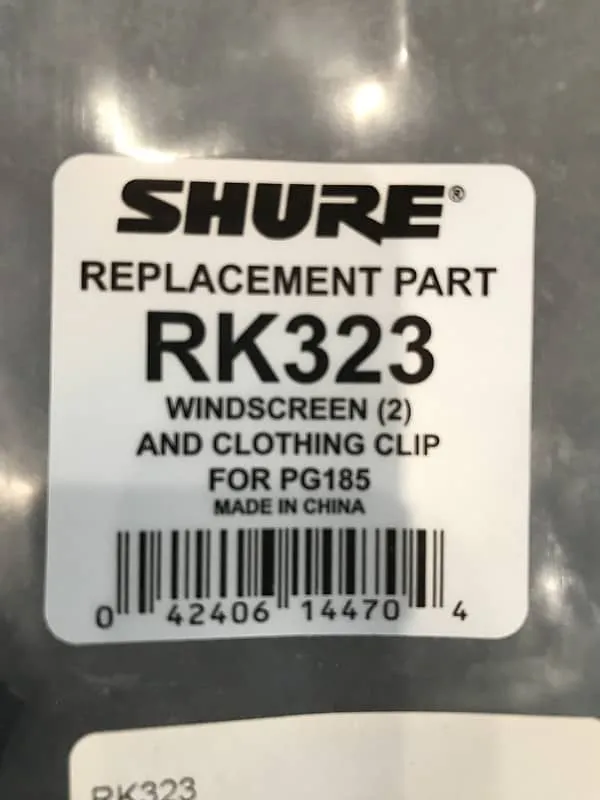 SHURE®
REPLACEMENT PART
RK323
WINDSCREEN (2)
AND CLOTHING CLIP
FOR PG185
MADE IN CHINA
0 42406 14470 4
RK323